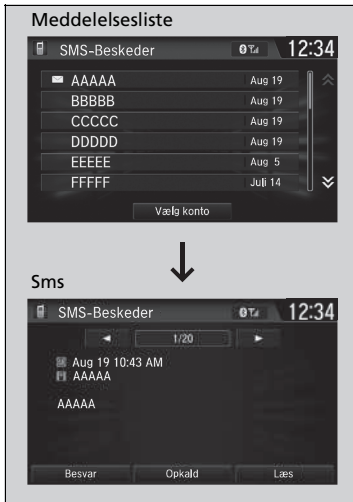 Meddelelsesliste
SMS-Beskeder 12:34
AAAAA Aug 19
BBBBB Aug 19
CCCCC Aug 19
DDDDD Aug 19
EEEEE Aug 5
FFFFF Juli 14
Vælg konto
Sms
SMS-Beskeder 12:34
1/20
Aug 19 10:43 AM
AAAAA
AAAAA
Besvar Opkald Læs